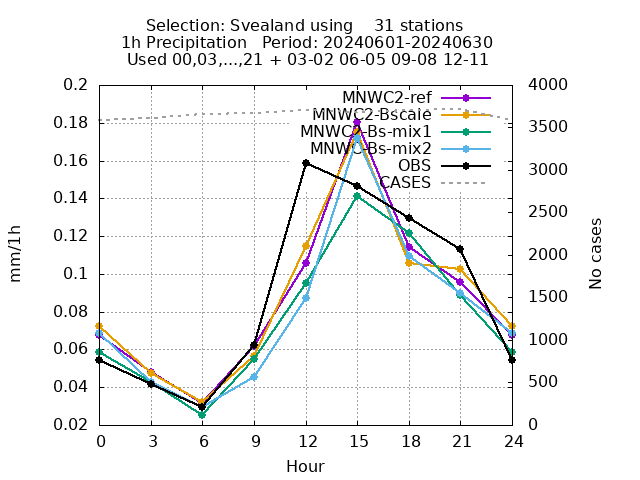 Selection: Svealand using    31 stations
1h Precipitation   Period: 20240601-20240630
Used 00,03,...,21 + 03-02 06-05 09-08 12-11
0.2
0.18
0.16
0.14
0.12
0.1
0.08
0.06
0.04
0.02
mm/1h
4000
3500
3000
2500
2000
1500
1000
500
0
No cases
MNWC2-ref
MNWC2-Bscale
MNWC2-Bs-mix1
MNWC-Bs-mix2
OBS
CASES
0 3 6 9 12 15 18 21 24
Hour